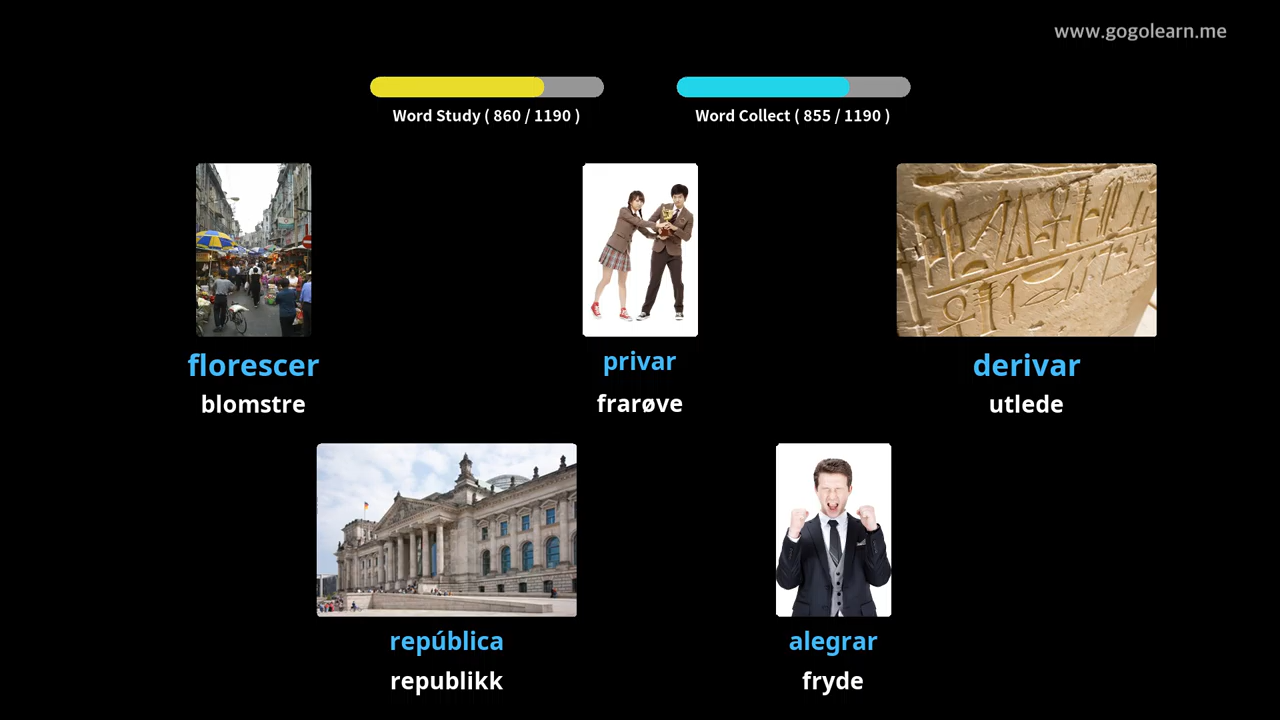 www.gogolearn.me
Word Study ( 860 / 1190 )
Word Collect ( 855 / 1190 )
florescer
blomstre
privar
frarøve
derivar
utlede
república
republikk
alegrar
fryde